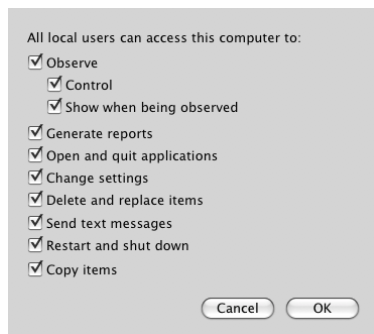 All local users can access this computer to:
Observe
Control
Show when being observed
Generate reports
Open and quit applications
Change settings
Delete and replace items
Send text messages
Restart and shut down
Copy items
Cancel OK